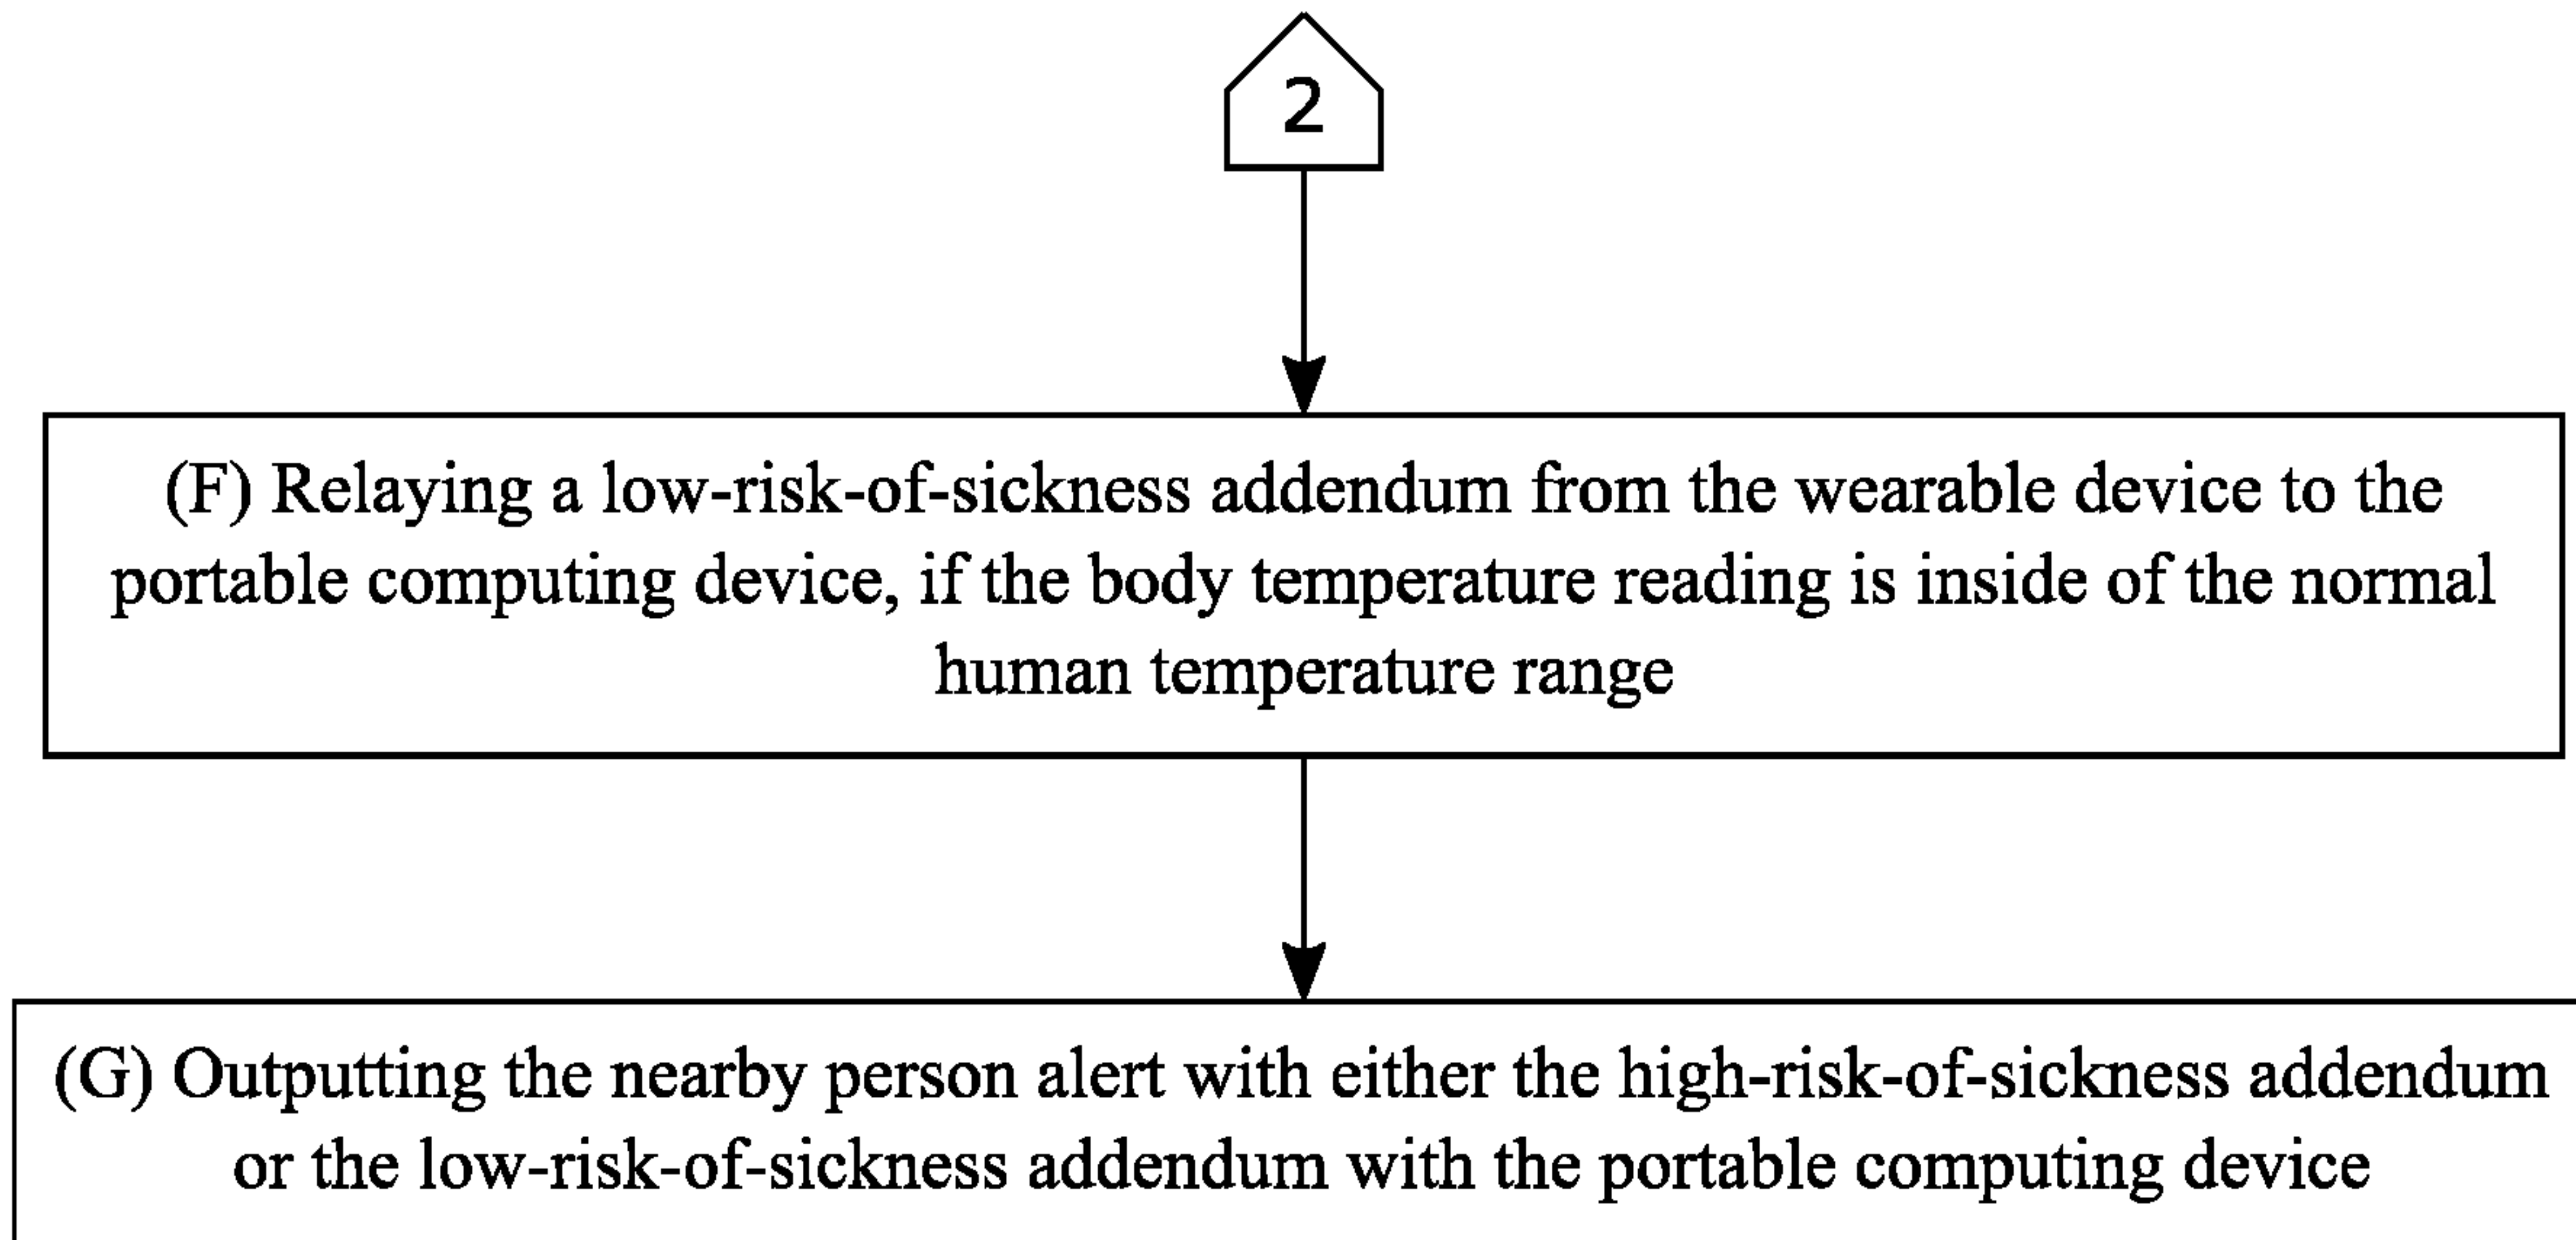 2
(F) Relaying a low-risk-of-sickness addendum from the wearable device to the
portable computing device, if the body temperature reading is inside of the normal
human temperature range
(G) Outputting the nearby person alert with either the high-risk-of-sickness addendum
or the low-risk-of-sickness addendum with the portable computing device